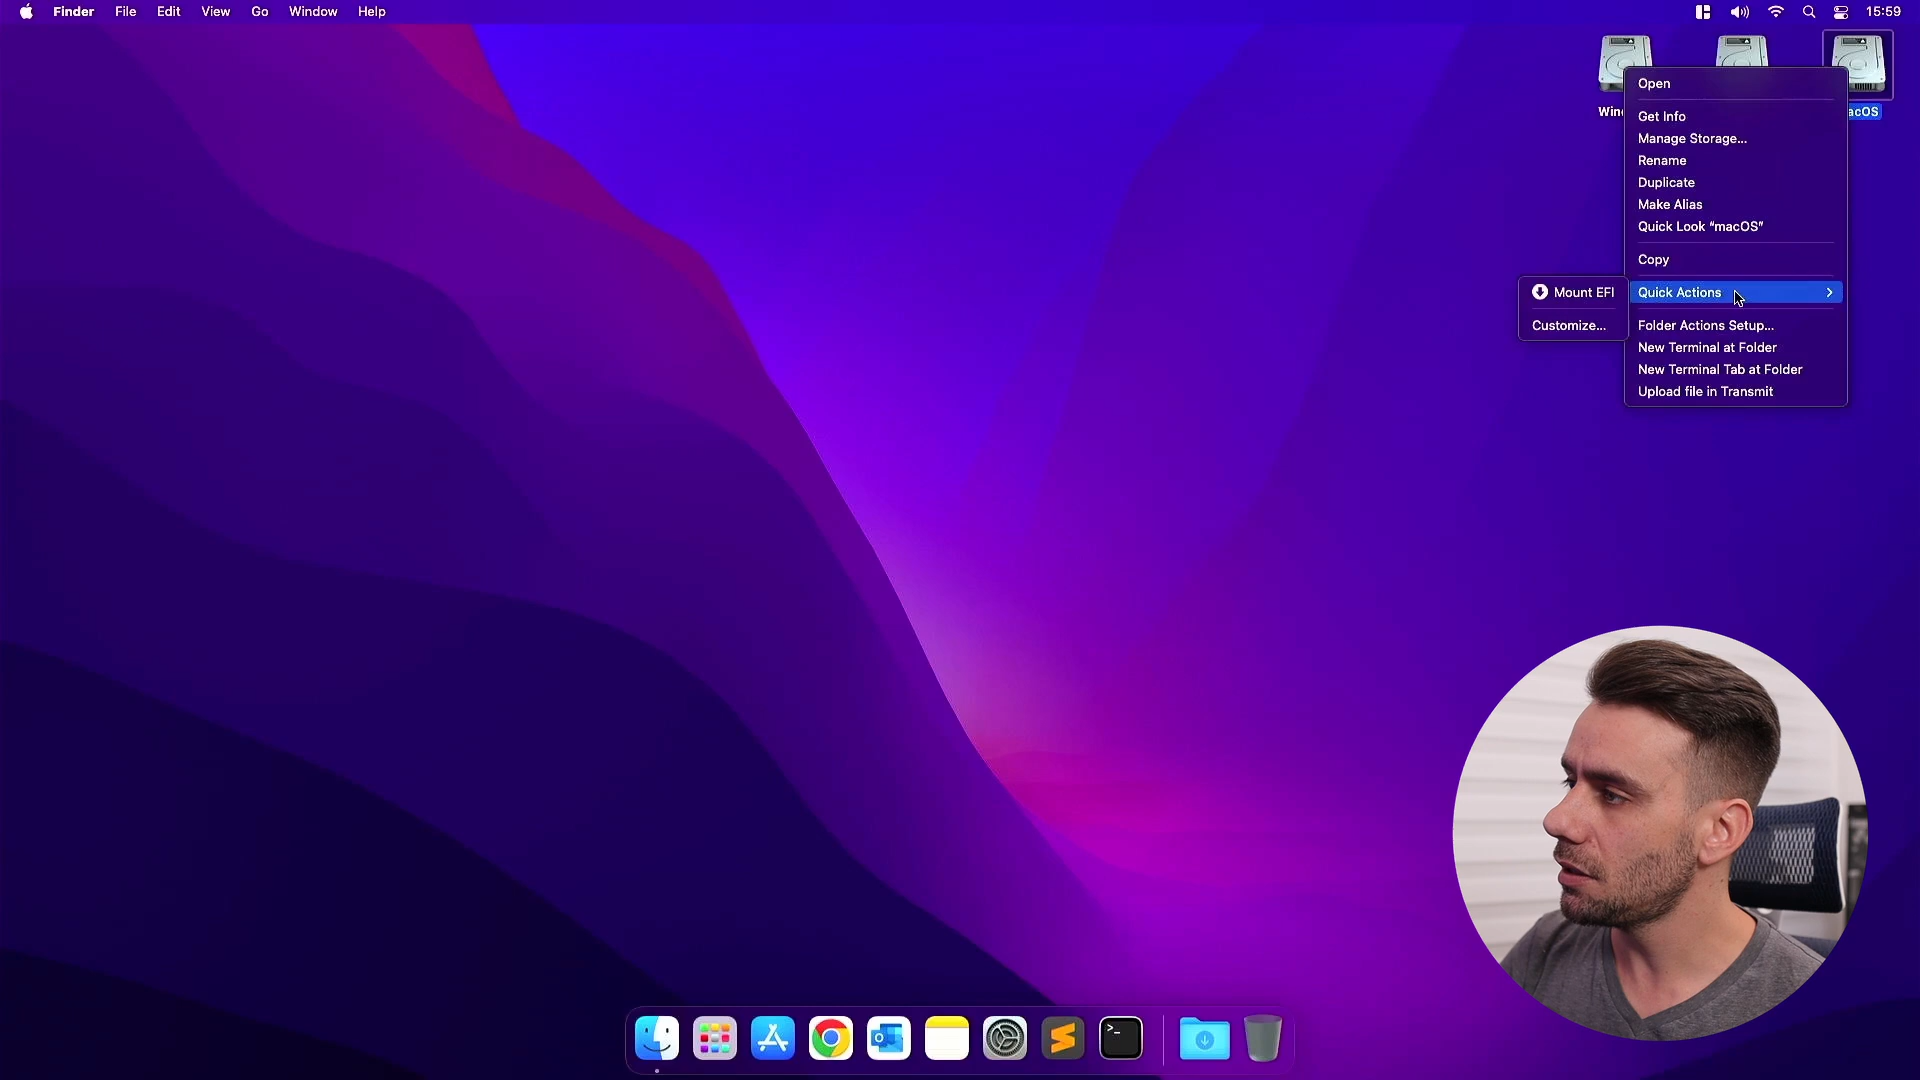 Finder File Edit View Go Window Help 15:59
Open
Get Info
Manage Storage...
Rename
Duplicate
Make Alias
Quick Look “macOS”
Copy
Mount EFI
Customize...
Quick Actions
Folder Actions Setup...
New Terminal at Folder
New Terminal Tab at Folder
Upload file in Transmit